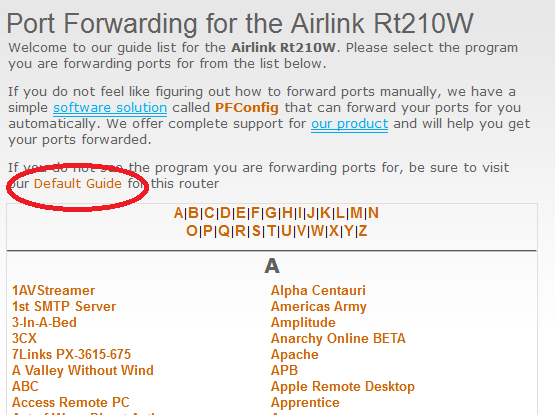 Port Forwarding for the Airlink Rt210W
Welcome to our guide list for the Airlink Rt210W. Please select the program
you are forwarding ports for from the list below.
If you do not feel like figuring out how to forward ports manually, we have a
simple software solution called PFConfig that can forward your ports for you
automatically. We offer complete support for our product and will help you get
your ports forwarded.
If you do not see the program you are forwarding ports for, be sure to visit
our Default Guide for this router
A|B|C|D|E|F|G|H|I|J|K|L|M|N
O|P|Q|R|S|T|U|V|W|X|Y|Z
A
1AVStreamer
1st SMTP Server
3-In-A-Bed
3CX
7Links PX-3615-675
A Valley Without Wind
ABC
Access Remote PC
Alpha Centauri
Americas Army
Amplitude
Anarchy Online BETA
Apache
APB
Apple Remote Desktop
Apprentice